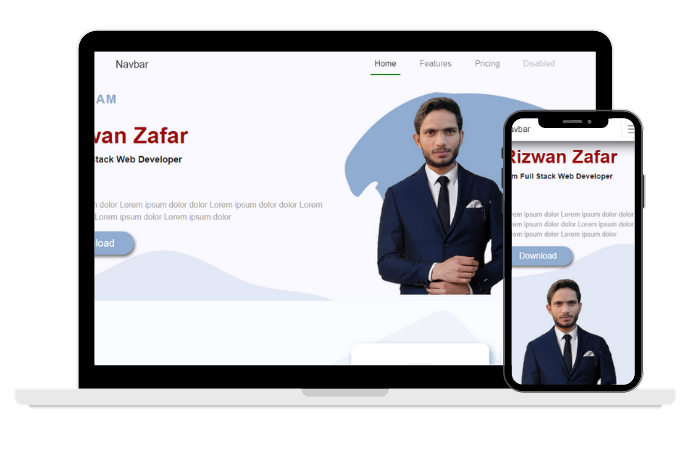 Navbar
Home Features Pricing Disabled
AM
wan Zafar
Stack Web Developer
dolor Lorem ipsum dolor dolor Lorem ipsum dolor dolor Lorem
Lorem ipsum dolor Lorem ipsum dolor
load
avbar
Rizwan Zafar
m Full Stack Web Developer
rem ipsum dolor Lorem ipsum dolor dolor
Lorem ipsum dolor dolor Lorem ipsum dolor
Lorem ipsum dolor Lorem ipsum dolor
Download